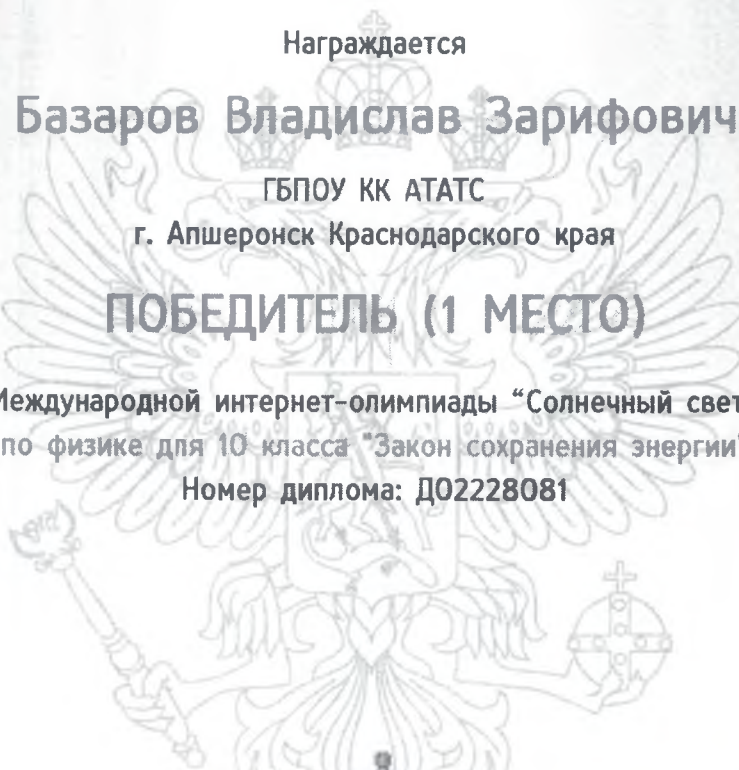 Награждается
Базаров Владислав Зарифович
ГБПОУ КК АТАТС
г. Апшеронск Краснодарского края
ПОБЕДИТЕЛЬ (1 МЕСТО)
Международной интернет-олимпиады “Солнечный свет
по физике для 10 класса "Закон сохранения энергии"
Номер диплома: ДО2228081